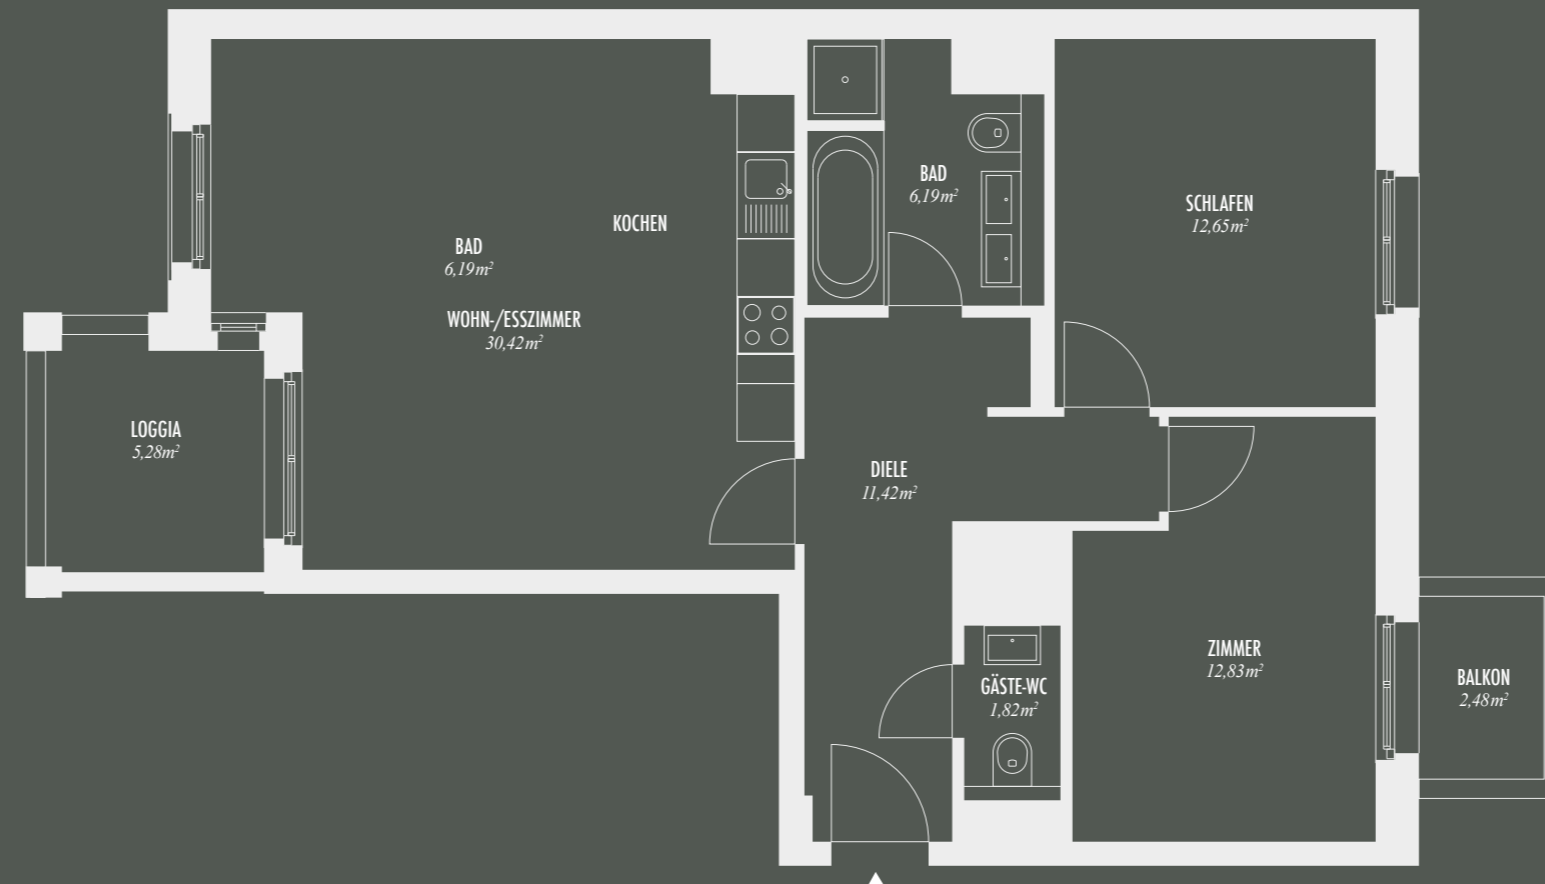 BAD
6,19m²
SCHLAFEN
12,65m²
KOCHEN
BAD
6,19m²
WOHN-/ESSZIMMER
30,42m²
LOGGIA
5,28m²
DIELE
11,42m²
ZIMMER
12,83m²
GÄSTE-WC
1,82m²
BALKON
2,48m²